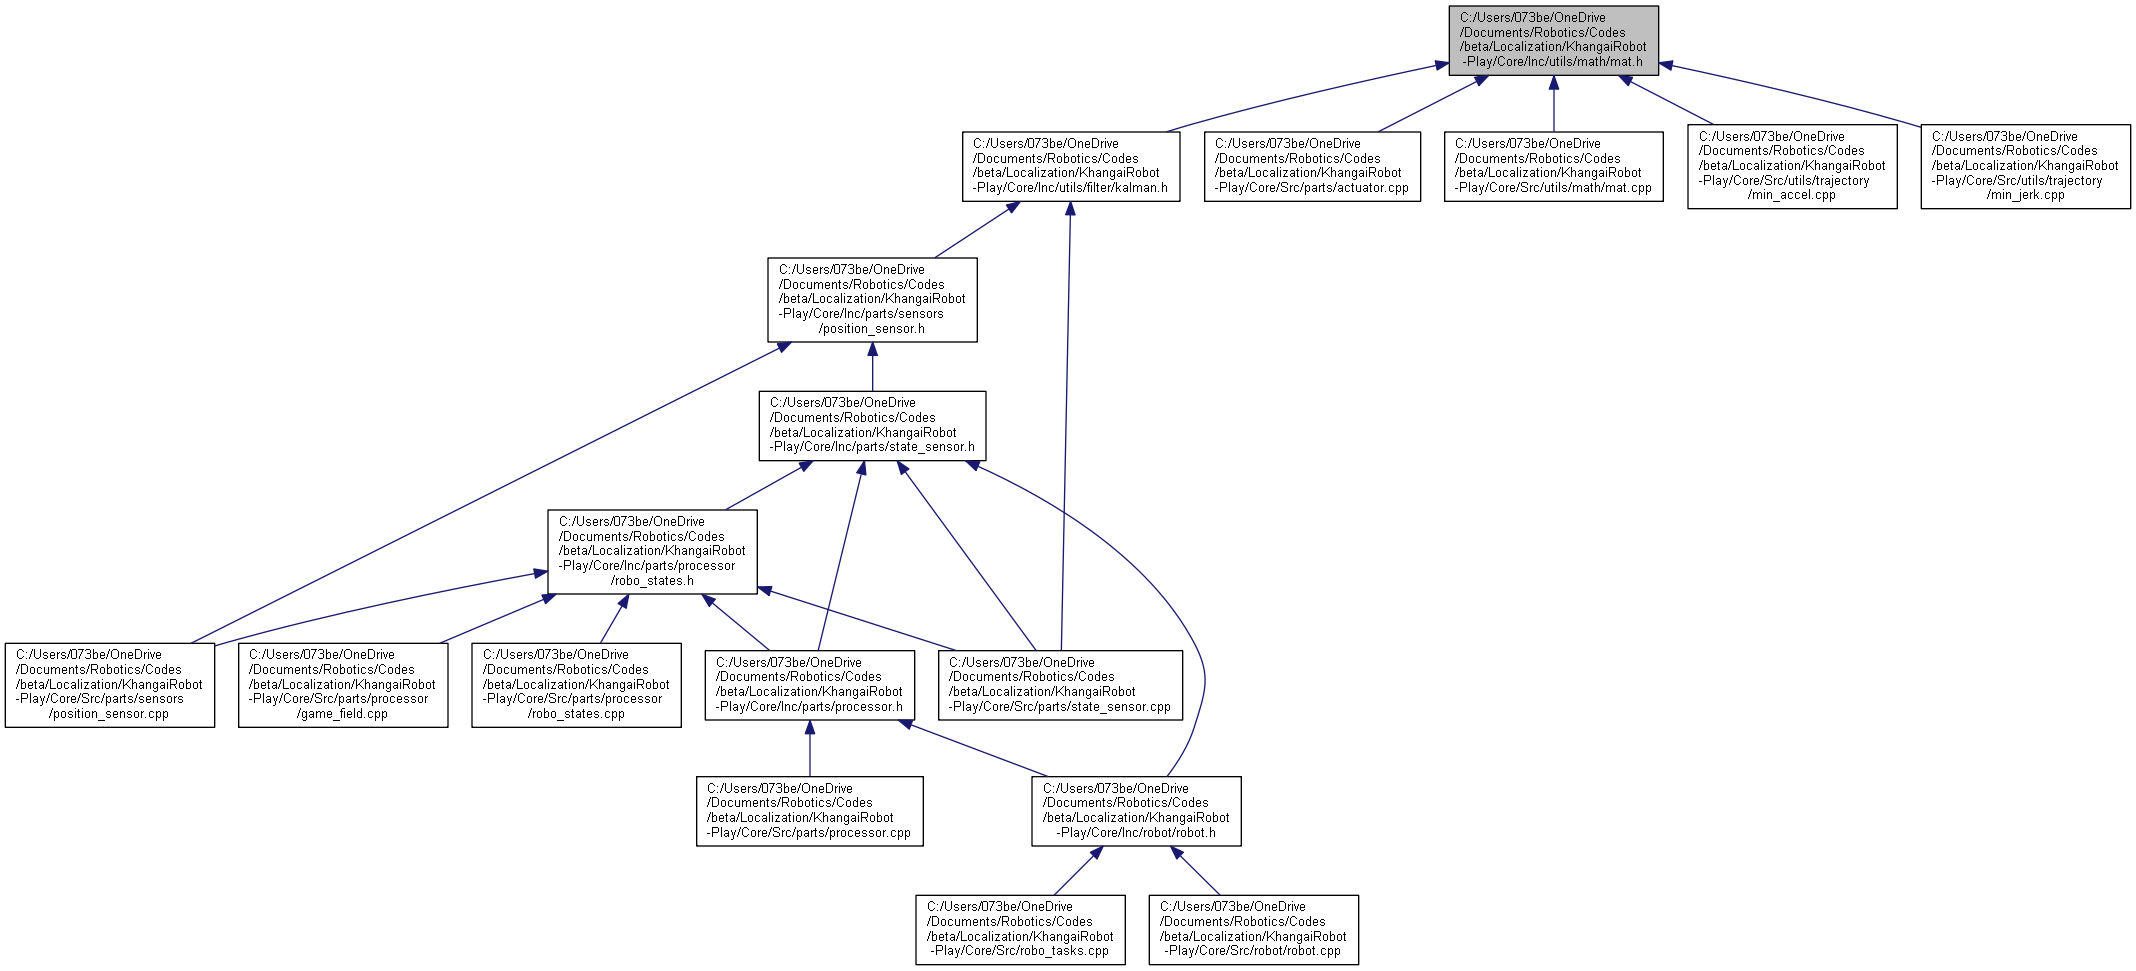 C:/Users/073be/OneDrive
/Documents/Robotics/Codes
/beta/Localization/KhangaiRobot
-Play/Core/Inc/utils/math/mat.h
C:/Users/073be/OneDrive
/Documents/Robotics/Codes
/beta/Localization/KhangaiRobot
-Play/Core/Inc/utils/filter/kalman.h
C:/Users/073be/OneDrive
/Documents/Robotics/Codes
/beta/Localization/KhangaiRobot
-Play/Core/Src/parts/actuator.cpp
C:/Users/073be/OneDrive
/Documents/Robotics/Codes
/beta/Localization/KhangaiRobot
-Play/Core/Src/utils/math/mat.cpp
C:/Users/073be/OneDrive
/Documents/Robotics/Codes
/beta/Localization/KhangaiRobot
-Play/Core/Src/utils/trajectory
/min_accel.cpp
C:/Users/073be/OneDrive
/Documents/Robotics/Codes
/beta/Localization/KhangaiRobot
-Play/Core/Src/utils/trajectory
/min_jerk.cpp
C:/Users/073be/OneDrive
/Documents/Robotics/Codes
/beta/Localization/KhangaiRobot
-Play/Core/Inc/parts/sensors
/position_sensor.h
C:/Users/073be/OneDrive
/Documents/Robotics/Codes
/beta/Localization/KhangaiRobot
-Play/Core/Inc/parts/state_sensor.h
C:/Users/073be/OneDrive
/Documents/Robotics/Codes
/beta/Localization/KhangaiRobot
-Play/Core/Inc/parts/processor
/robo_states.h
C:/Users/073be/OneDrive
/Documents/Robotics/Codes
/beta/Localization/KhangaiRobot
-Play/Core/Src/parts/sensors
/position_sensor.cpp
C:/Users/073be/OneDrive
/Documents/Robotics/Codes
/beta/Localization/KhangaiRobot
-Play/Core/Src/parts/processor
/game_field.cpp
C:/Users/073be/OneDrive
/Documents/Robotics/Codes
/beta/Localization/KhangaiRobot
-Play/Core/Src/parts/processor
/robo_states.cpp
C:/Users/073be/OneDrive
/Documents/Robotics/Codes
/beta/Localization/KhangaiRobot
-Play/Core/Inc/parts/processor.h
C:/Users/073be/OneDrive
/Documents/Robotics/Codes
/beta/Localization/KhangaiRobot
-Play/Core/Src/parts/state_sensor.cpp
C:/Users/073be/OneDrive
/Documents/Robotics/Codes
/beta/Localization/KhangaiRobot
-Play/Core/Src/parts/processor.cpp
C:/Users/073be/OneDrive
/Documents/Robotics/Codes
/beta/Localization/KhangaiRobot
-Play/Core/Inc/robot/robot.h
C:/Users/073be/OneDrive
/Documents/Robotics/Codes
/beta/Localization/KhangaiRobot
-Play/Core/Src/robo_tasks.cpp
C:/Users/073be/OneDrive
/Documents/Robotics/Codes
/beta/Localization/KhangaiRobot
-Play/Core/Src/robot/robot.cpp